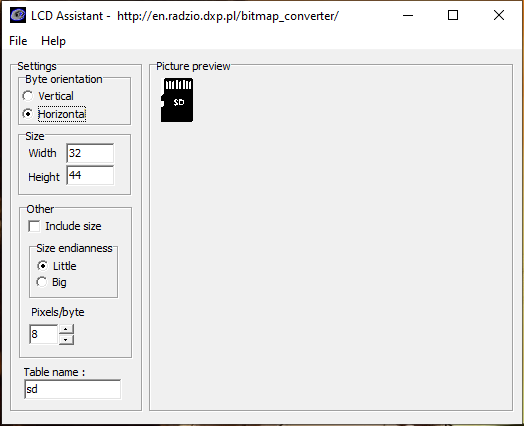 LCD Assistant - http://en.radzio.dxp.pl/bitmap_converter/
File Help
Settings
Byte orientation
Vertical
Horizontal
Size
Width 32
Height 44
Other
Include size
Size endianness
Little
Big
Pixels/byte
8
Table name :
sd
Picture preview
SD